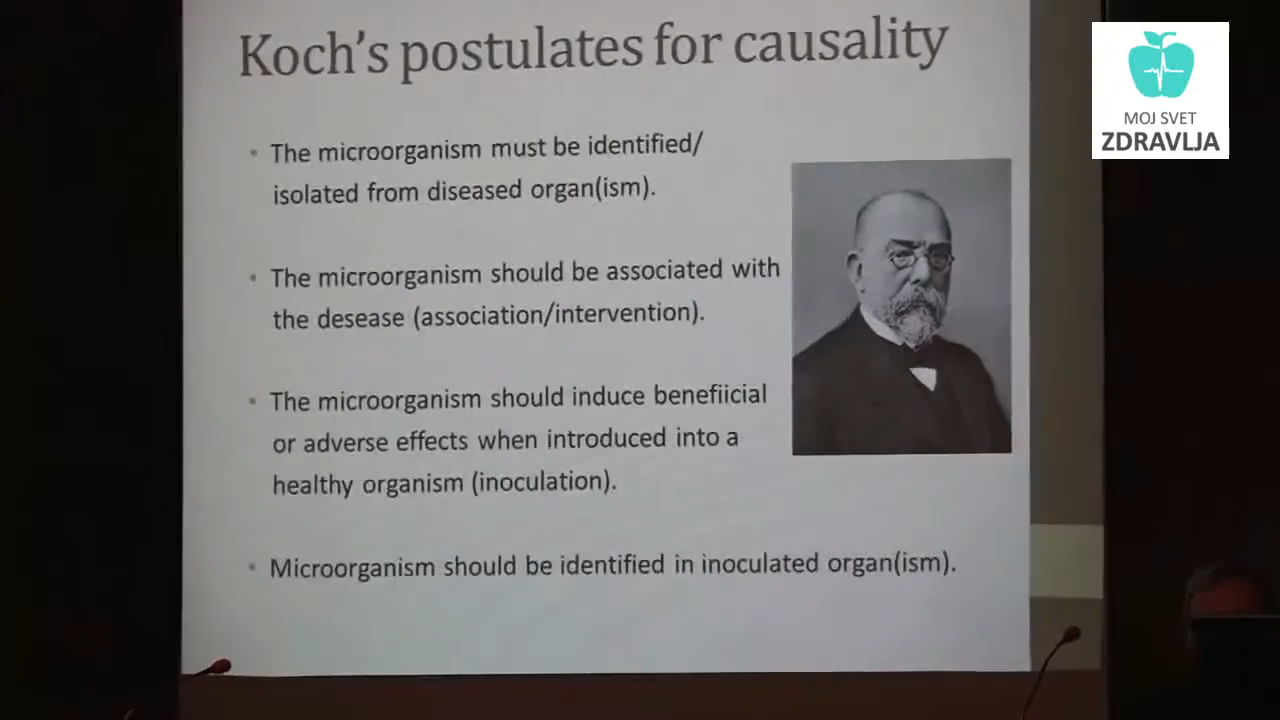 Koch's postulates for causality
MOJ SVET
ZDRAVLJA
• The microorganism must be identified/
isolated from diseased organ(ism).
• The microorganism should be associated with
the desease (association/intervention).
• The microorganism should induce benefiicial
or adverse effects when introduced into a
healthy organism (inoculation).
• Microorganism should be identified in inoculated organ(ism).